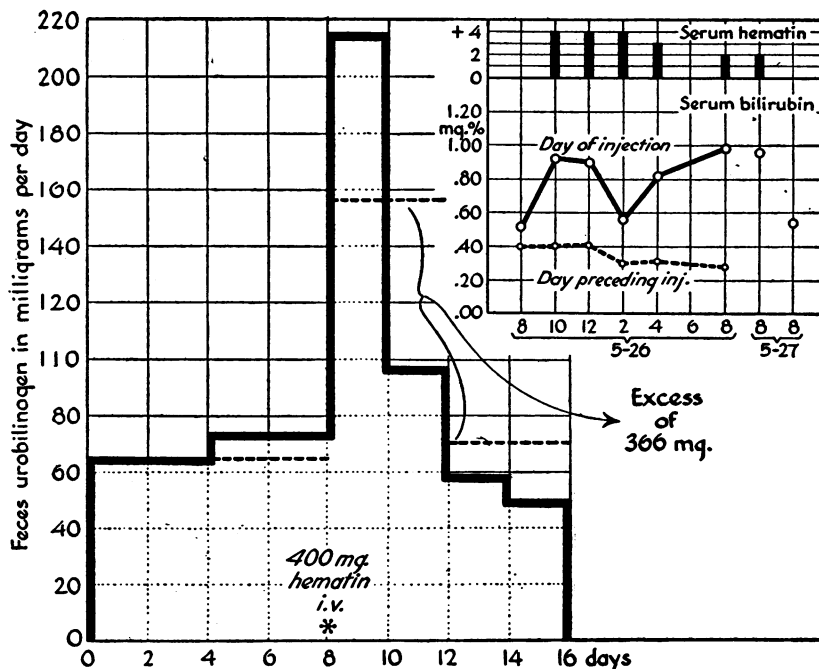 Feces urobilinogen in milligrams per day
220
200
180
160
140
120
110
80
60
40
20
0
0 2 4 6 8 10 12 14 16 days
400 mg.
hematin
i.v.
*
Excess
of
366 mg.
+ 4
2
0
Serum hematin
Serum bilirubin
1.20
mg.%
1.00
.80
.60
.40
.20
.00
Day of injection
Day preceding inj.
8 10 12 2 4 6 8 8 8
5-26 5-27